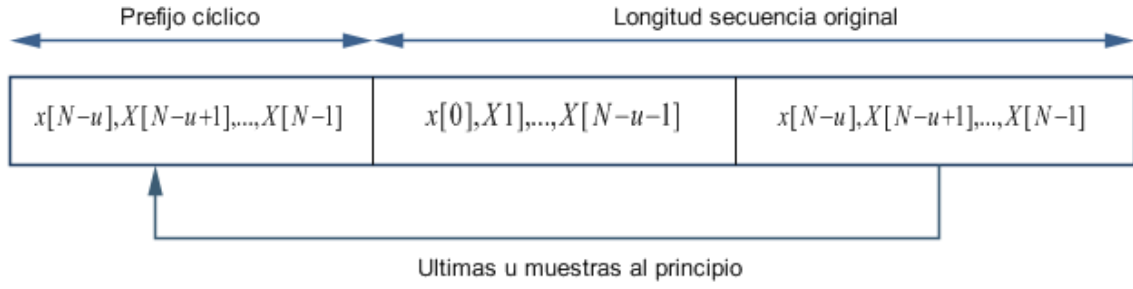 Prefijo cíclico Longitud secuencia original
x[N-u],X[N-u+1],...,X[N-1] x[0],X1],...,X[N-u-1] x[N-u],X[N-u+1],...,X[N-1]
Ultimas u muestras al principio